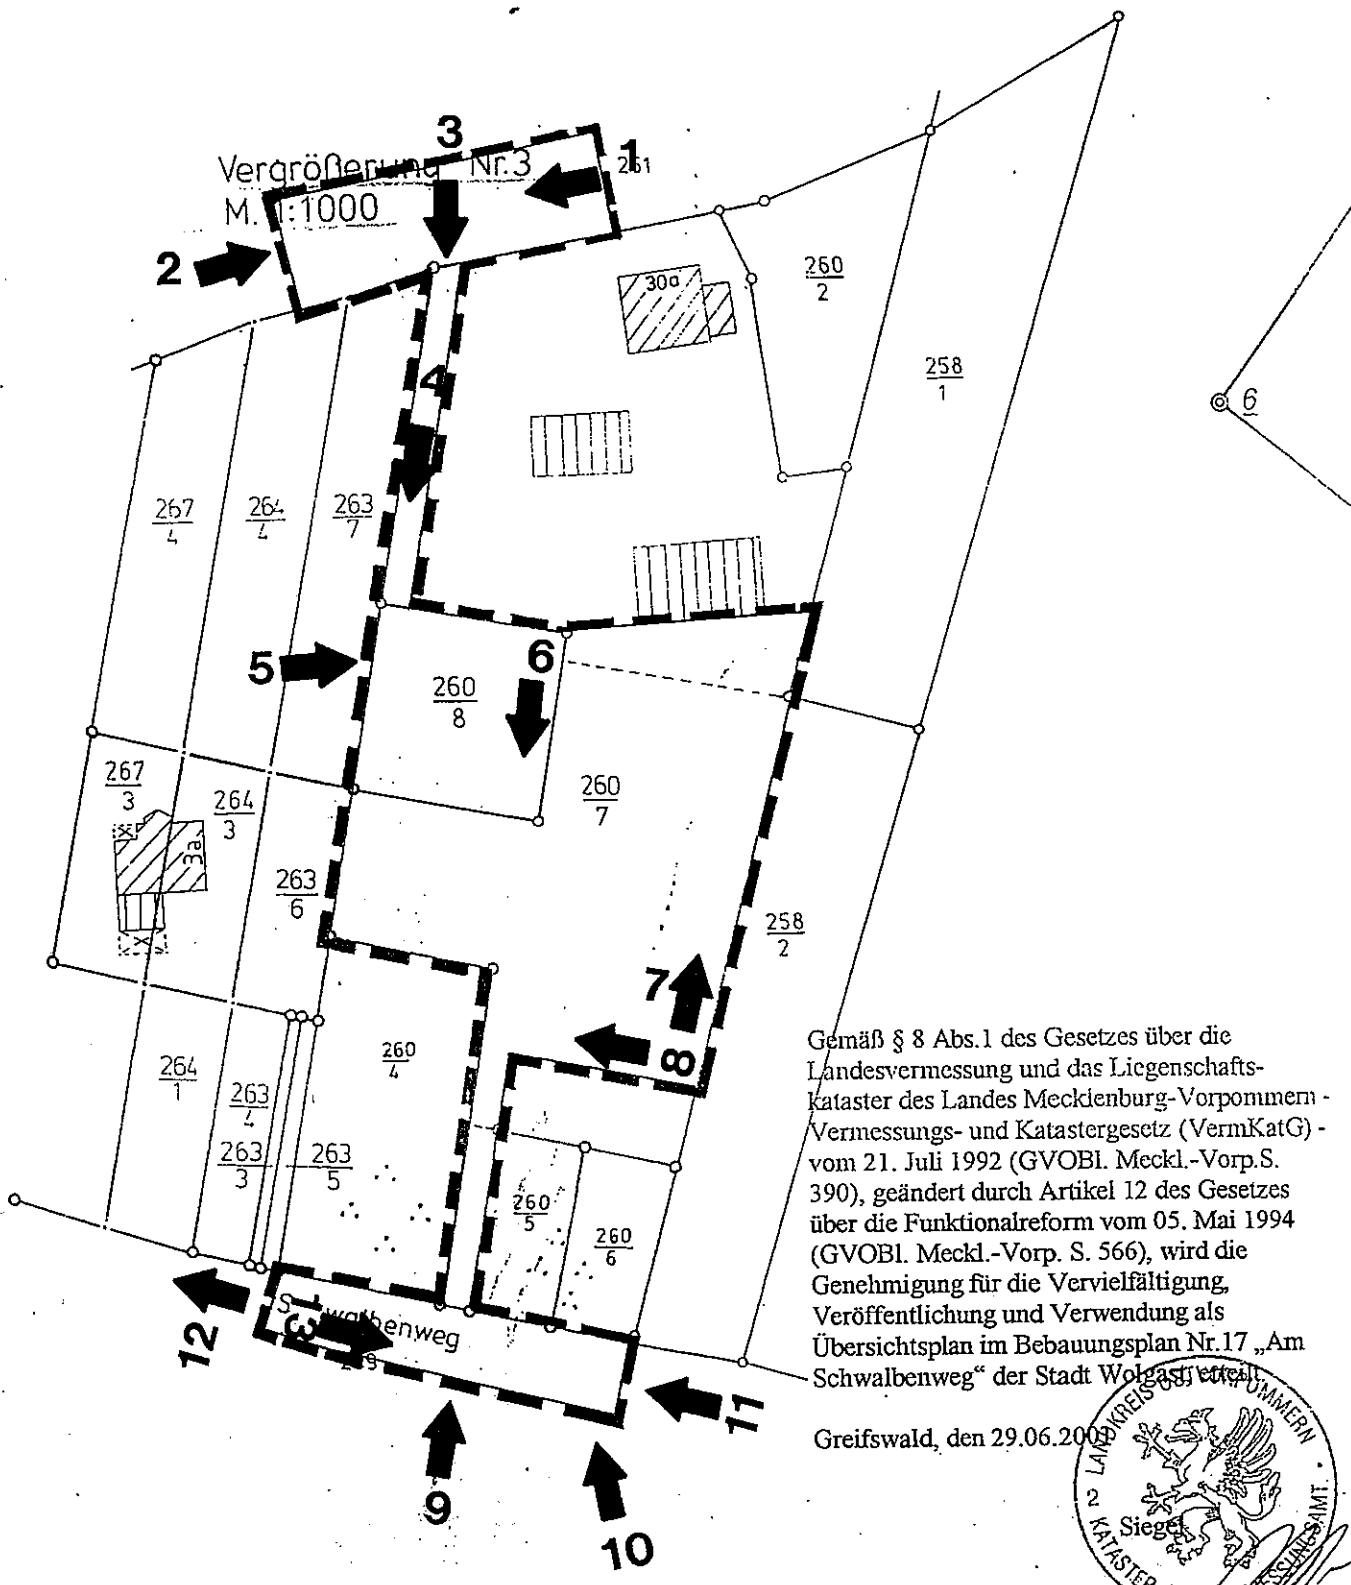 3
1
Vergrößerung Nr.3
261
M. 1:1000
2
30a
260
2
258
1
6
4
267
4
264
4
263
7
5
6
260
8
267
3
264
3
260
7
3a
x
263
6
258
2
x
7
8
260
4
264
1
263
4
263
3
263
5
260
5
260
6
Gemäß § 8 Abs.1 des Gesetzes über die
Landesvermessung und das Liegenschafts-
kataster des Landes Mecklenburg-Vorpommern -
Vermessungs- und Katastergesetz (VermKatG) -
vom 21. Juli 1992 (GVOBl. Meckl.-Vorp.S.
390), geändert durch Artikel 12 des Gesetzes
über die Funktionalreform vom 05. Mai 1994
(GVOBl. Meckl.-Vorp. S. 566), wird die
Genehmigung für die Vervielfältigung,
Veröffentlichung und Verwendung als
Übersichtsplan im Bebauungsplan Nr.17 „Am
Schwalbenweg“ der Stadt Wolgast, erteilt.
12
13
Schwalbenweg
11
9
10
Greifswald, den 29.06.2001
LANDKREIS OSTVORPOMMERN
2
Siegel